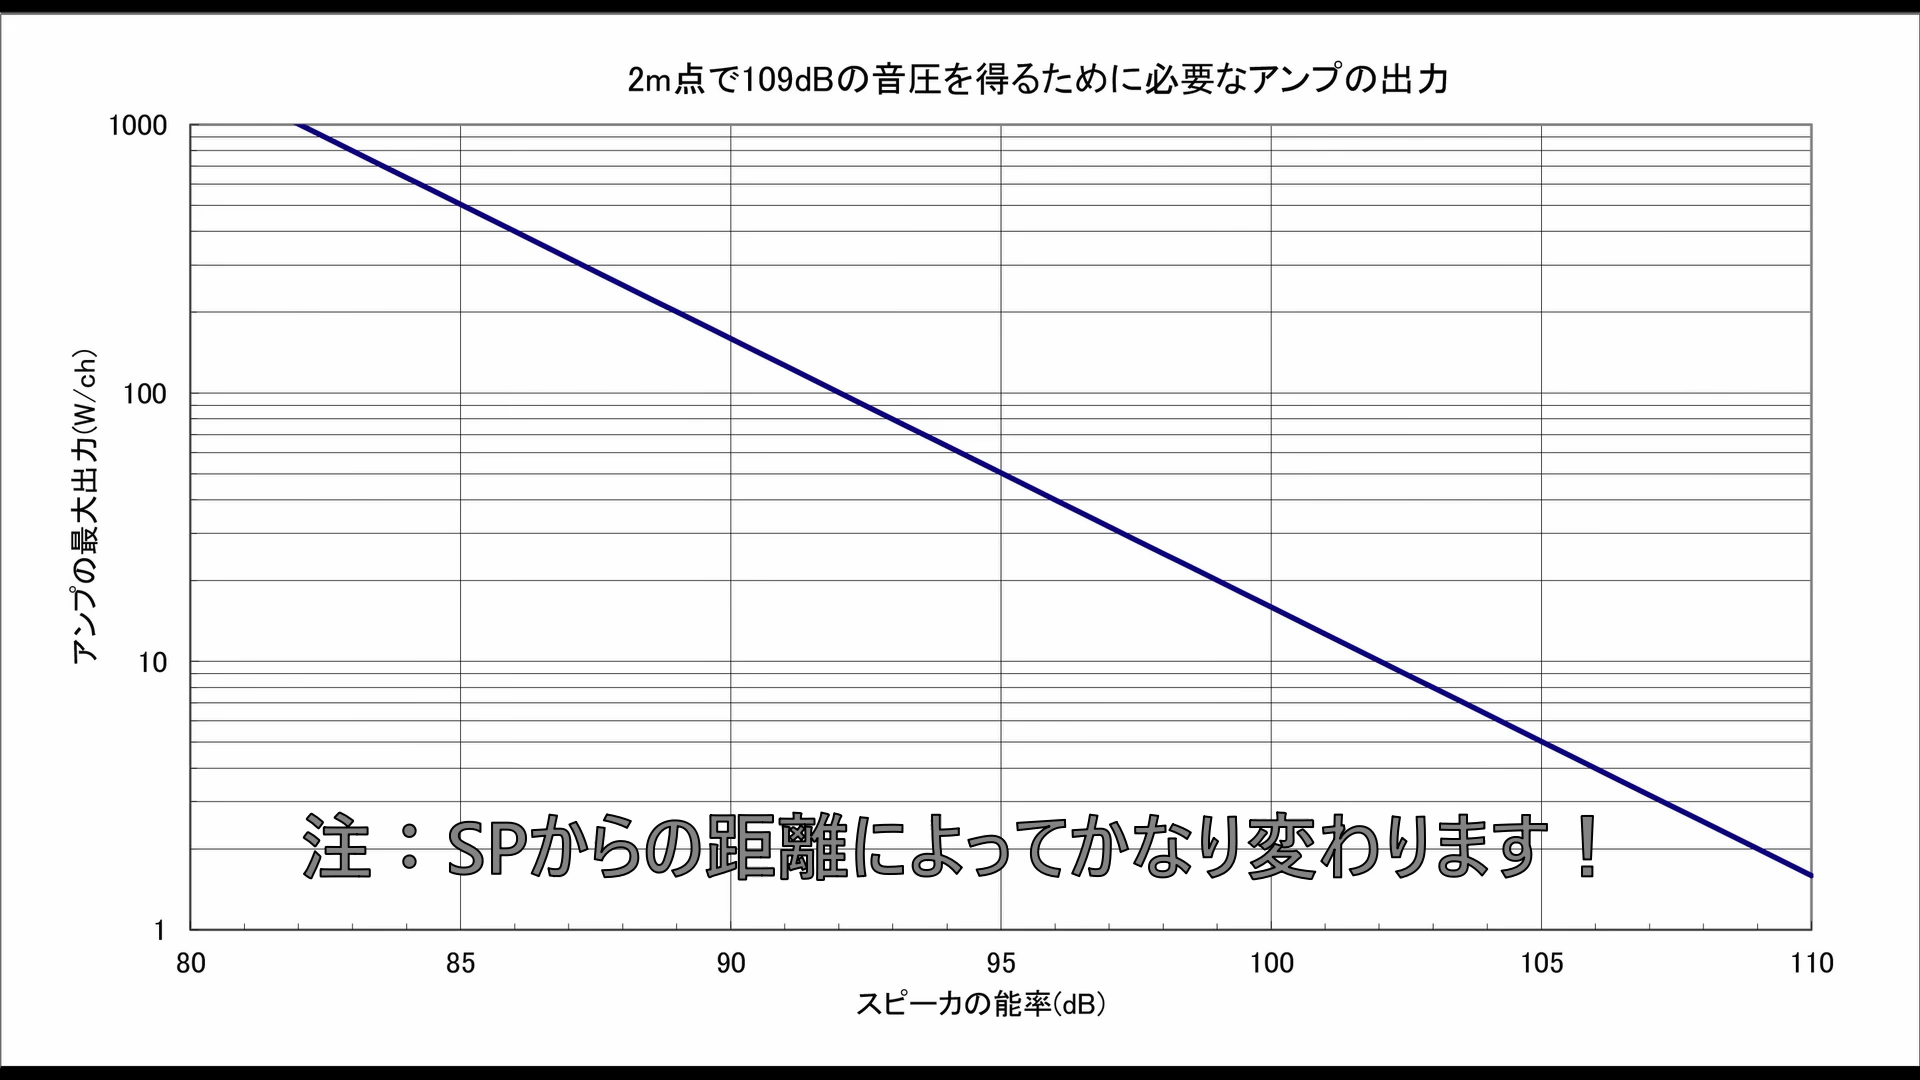 2m点で109dBの音圧を得るために必要なアンプの出力
1000
100
10
1
アンプの最大出力(W/ch)
注：SPからの距離によってかなり変わります！
80 85 90 95 100 105 110
スピーカの能率(dB)